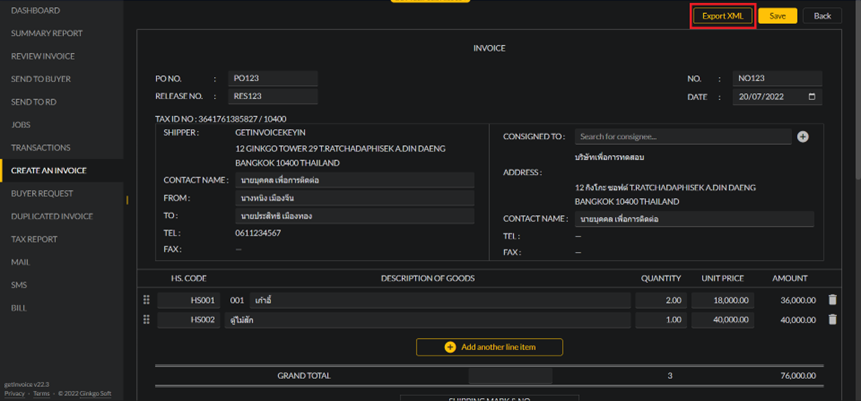 DASHBOARD
SUMMARY REPORT
REVIEW INVOICE
SEND TO BUYER
SEND TO RD
JOBS
TRANSACTIONS
CREATE AN INVOICE
BUYER REQUEST
DUPLICATED INVOICE
TAX REPORT
MAIL
SMS
BILL
getInvoice v22.3
Privacy - Terms - © 2022 Ginkgo Soft
Export XML Save Back
INVOICE
PO NO. : PO123
RELEASE NO. : RES123
NO. : NO123
DATE : 20/07/2022
TAX ID NO : 3641761385827 / 10400
SHIPPER : GETINVOICEKEYIN
12 GINKGO TOWER 29 T.RATCHADAPHISEK A.DIN DAENG
BANGKOK 10400 THAILAND
CONTACT NAME : นายบุคคล เพื่อการติดต่อ
FROM : นางหนิง เมืองจีน
TO : นายประสิทธิ เมืองทอง
TEL : 0611234567
FAX : —
CONSIGNED TO : Search for consignee...
บริษัทเพื่อการทดสอบ
ADDRESS :
12 กิงโกะ ซอฟต์ T.RATCHADAPHISEK A.DIN DAENG
BANGKOK 10400 THAILAND
CONTACT NAME : นายบุคคล เพื่อการติดต่อ
TEL : —
FAX : —
HS. CODE DESCRIPTION OF GOODS QUANTITY UNIT PRICE AMOUNT
HS001 001 เก้าอี้ 2.00 18,000.00 36,000.00
HS002 ตู้ไม้สัก 1.00 40,000.00 40,000.00
Add another line item
GRAND TOTAL 3 76,000.00
SHIPPING MARK & NO.